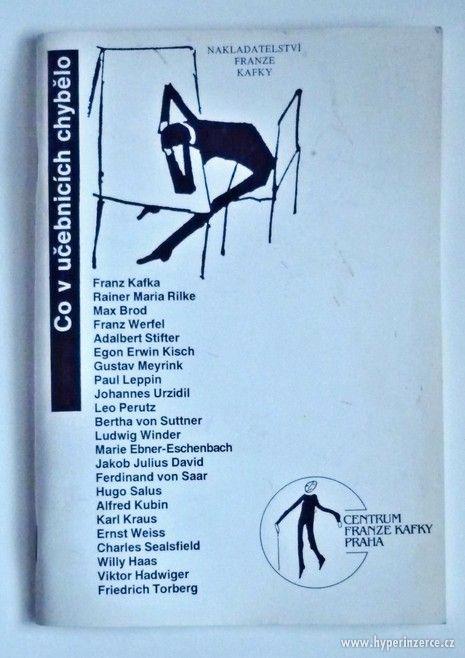 Co v učebnicích chybělo
NAKLADATELSTVÍ
FRANZE
KAFKY
Franz Kafka
Rainer Maria Rilke
Max Brod
Franz Werfel
Adalbert Stifter
Egon Erwin Kisch
Gustav Meyrink
Paul Leppin
Johannes Urzidil
Leo Perutz
Bertha von Suttner
Ludwig Winder
Marie Ebner-Eschenbach
Jakob Julius David
Ferdinand von Saar
Hugo Salus
Alfred Kubin
Karl Kraus
Ernst Weiss
Charles Sealsfield
Willy Haas
Viktor Hadwiger
Friedrich Torberg
CENTRUM
FRANZE KAFKY
PRAHA
www.hyperinzerce.cz